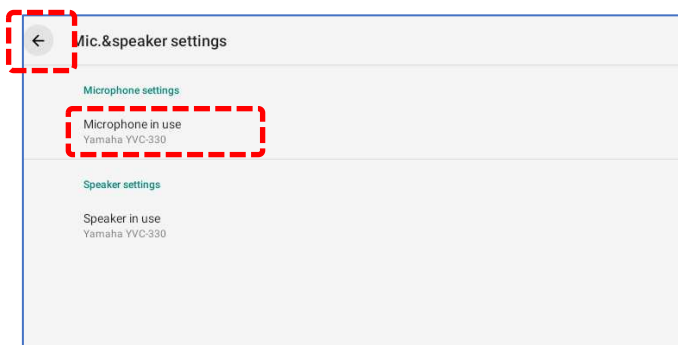 Mic.&speaker settings
Microphone settings
Microphone in use
Yamaha YVC-330
Speaker settings
Speaker in use
Yamaha YVC-330